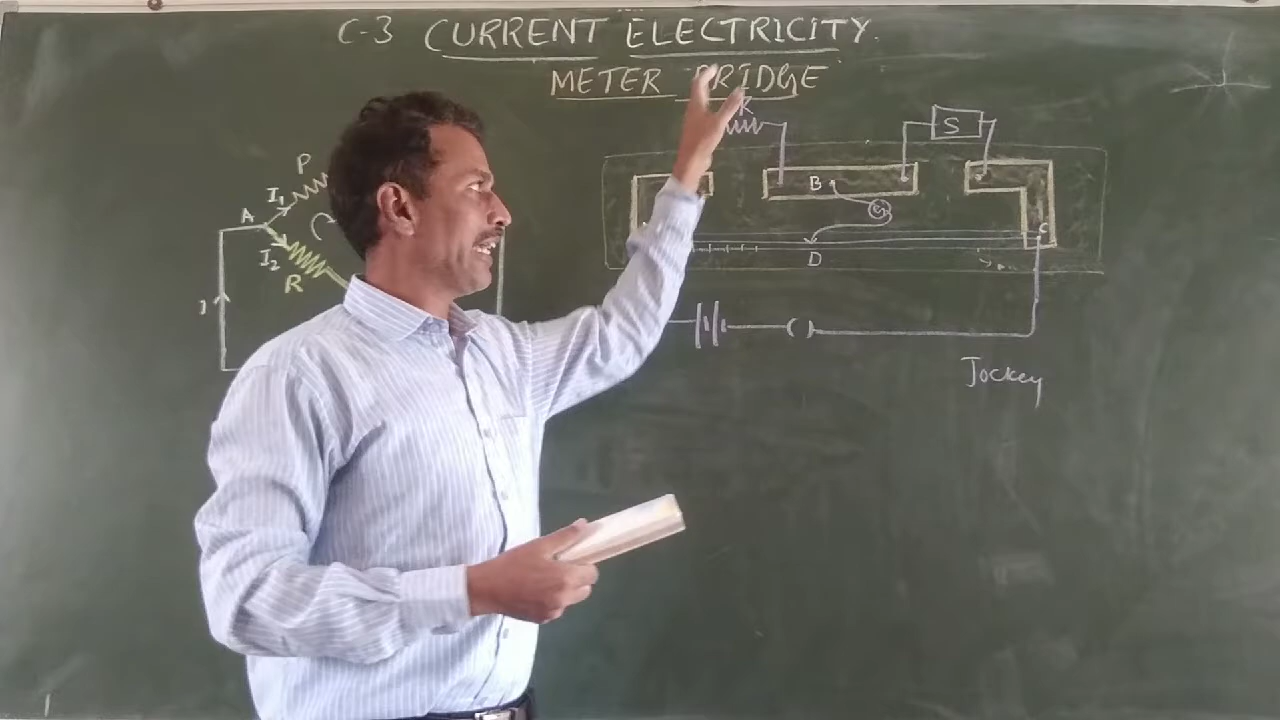 C-3 CURRENT ELECTRICITY.
METER BRIDGE
P
R
S
I₁
A
B
G
C
I₂
R
D
I
Jockey